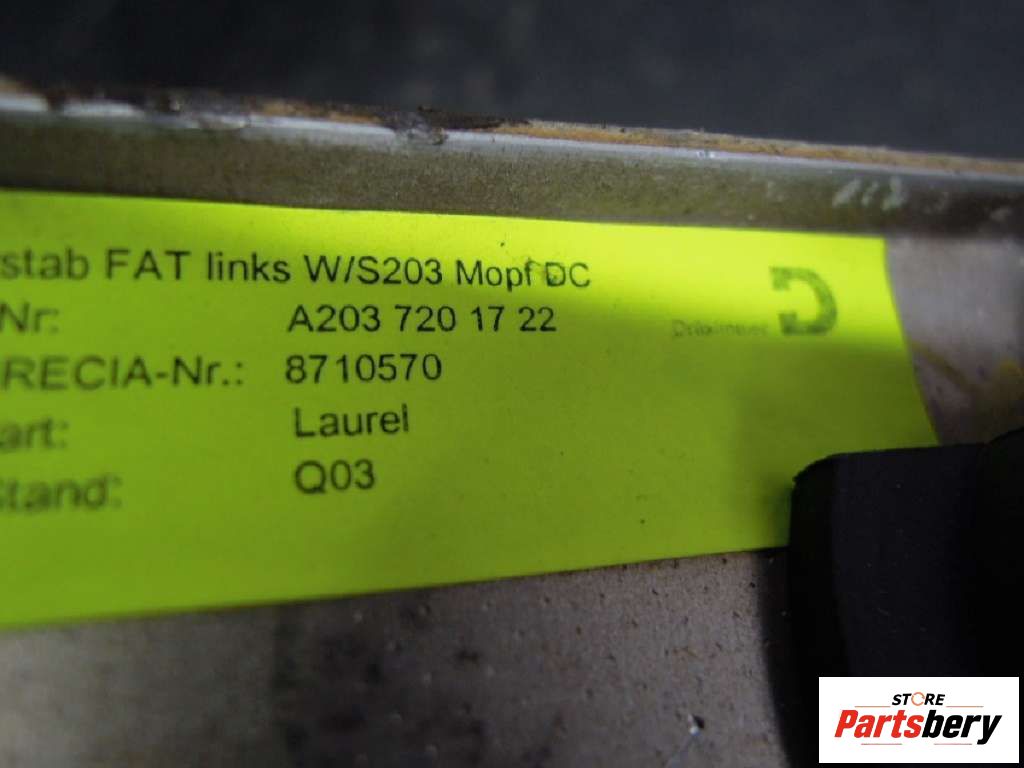 rstab FAT links W/S203 Mopf DC
Nr: A203 720 17 22
RECIA-Nr.: 8710570
art: Laurel
Stand: Q03
STORE
Partsbery